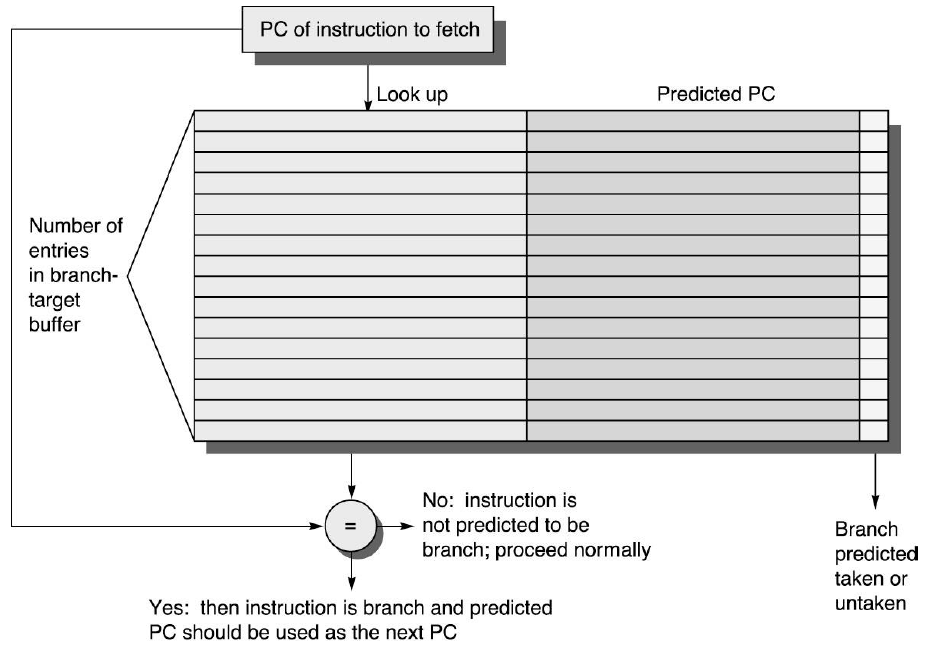 PC of instruction to fetch
Look up
Predicted PC
Number of
entries
in branch-
target
buffer
=
No: instruction is
not predicted to be
branch; proceed normally
Branch
predicted
taken or
untaken
Yes: then instruction is branch and predicted
PC should be used as the next PC